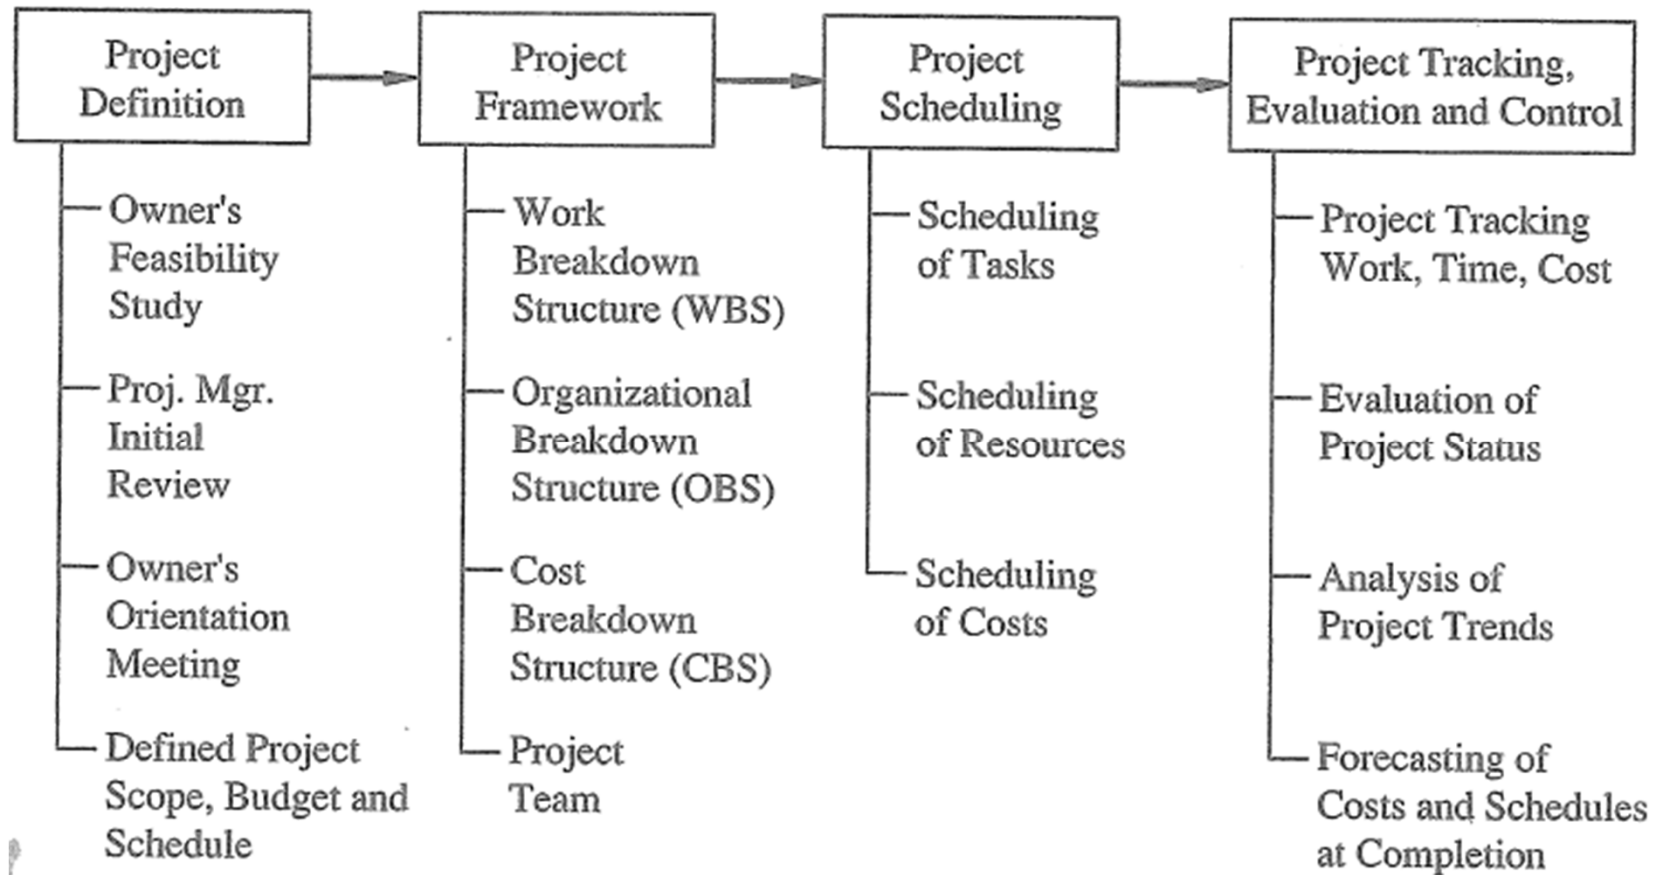 Project
Definition
Owner's
Feasibility
Study
Proj. Mgr.
Initial
Review
Owner's
Orientation
Meeting
Defined Project
Scope, Budget and
Schedule
Project
Framework
Work
Breakdown
Structure (WBS)
Organizational
Breakdown
Structure (OBS)
Cost
Breakdown
Structure (CBS)
Project
Team
Project
Scheduling
Scheduling
of Tasks
Scheduling
of Resources
Scheduling
of Costs
Project Tracking,
Evaluation and Control
Project Tracking
Work, Time, Cost
Evaluation of
Project Status
Analysis of
Project Trends
Forecasting of
Costs and Schedules
at Completion